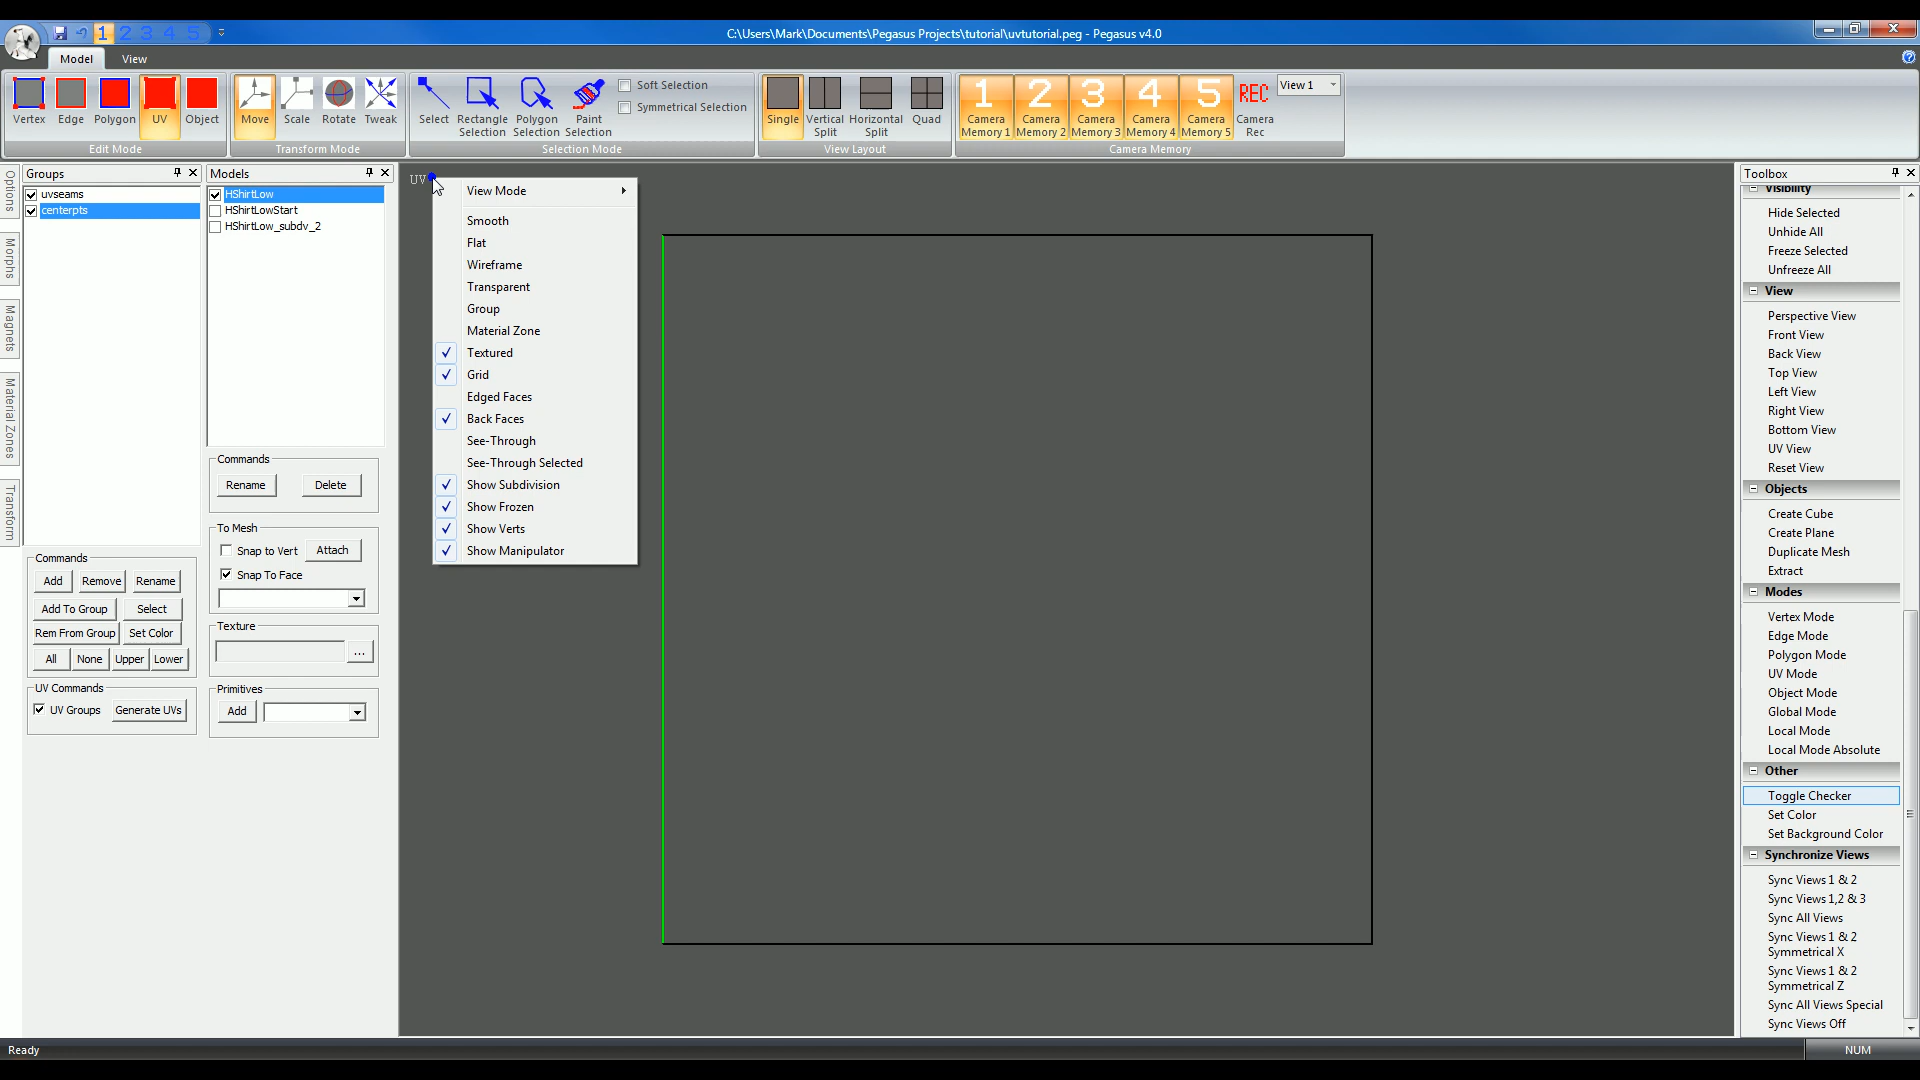 1 2 3 4 5
C:\Users\Mark\Documents\Pegasus Projects\tutorial\uvtutorial.peg - Pegasus v4.0
Model View
Vertex Edge Polygon UV Object
Edit Mode
Move Scale Rotate Tweak
Transform Mode
Select Rectangle Selection Polygon Selection Paint Selection
Soft Selection
Symmetrical Selection
Selection Mode
Single Vertical Split Horizontal Split Quad
View Layout
1 2 3 4 5 REC View 1
Camera Memory 1 Camera Memory 2 Camera Memory 3 Camera Memory 4 Camera Memory 5 Camera Rec
Camera Memory
Options
Morphs
Magnets
Material Zones
Transform
Groups
uvseams
centerpts
Commands
Add Remove Rename
Add To Group Select
Rem From Group Set Color
All None Upper Lower
UV Commands
UV Groups Generate UVs
Models
HShirtLow
HShirtLowStart
HShirtLow_subdv_2
Commands
Rename Delete
To Mesh
Snap to Vert Attach
Snap To Face
Texture
...
Primitives
Add
UV
View Mode
Smooth
Flat
Wireframe
Transparent
Group
Material Zone
Textured
Grid
Edged Faces
Back Faces
See-Through
See-Through Selected
Show Subdivision
Show Frozen
Show Verts
Show Manipulator
Toolbox
Visibility
Hide Selected
Unhide All
Freeze Selected
Unfreeze All
View
Perspective View
Front View
Back View
Top View
Left View
Right View
Bottom View
UV View
Reset View
Objects
Create Cube
Create Plane
Duplicate Mesh
Extract
Modes
Vertex Mode
Edge Mode
Polygon Mode
UV Mode
Object Mode
Global Mode
Local Mode
Local Mode Absolute
Other
Toggle Checker
Set Color
Set Background Color
Synchronize Views
Sync Views 1 & 2
Sync Views 1,2 & 3
Sync All Views
Sync Views 1 & 2
Symmetrical X
Sync Views 1 & 2
Symmetrical Z
Sync All Views Special
Sync Views Off
Ready
NUM